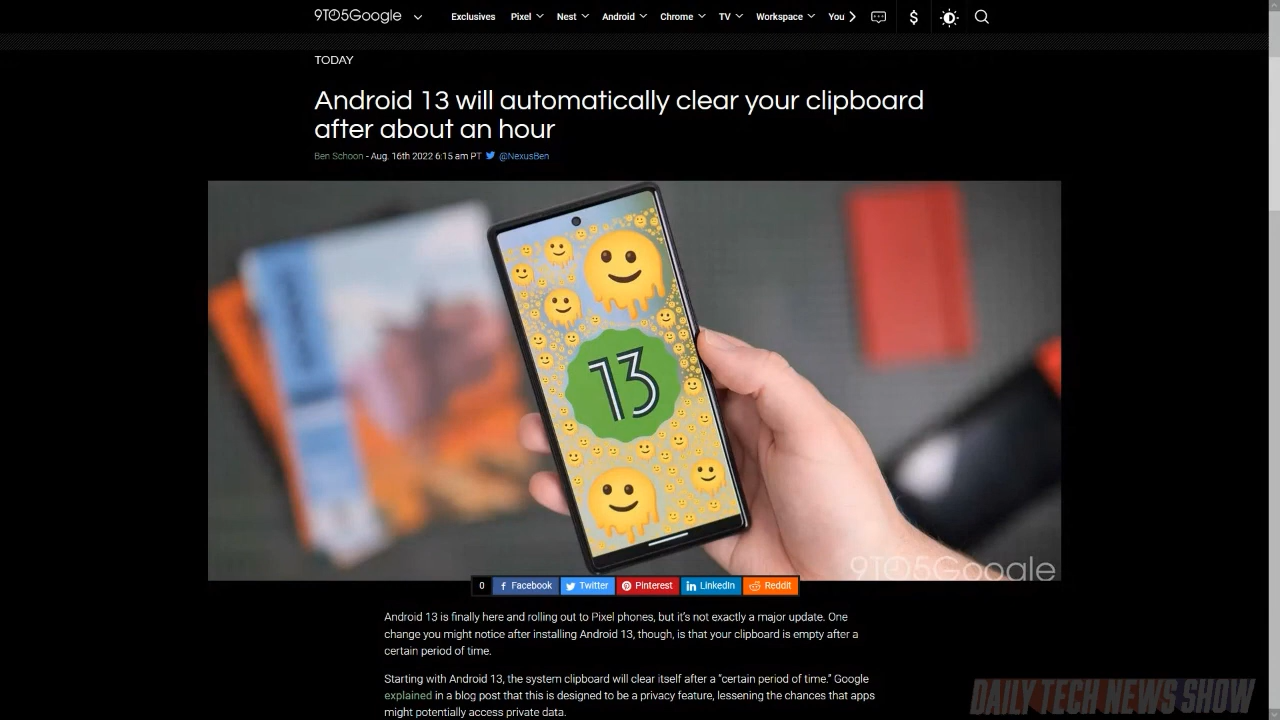 9TO5Google
Exclusives Pixel Nest Android Chrome TV Workspace You
TODAY
Android 13 will automatically clear your clipboard
after about an hour
Ben Schoon - Aug. 16th 2022 6:15 am PT @NexusBen
13
9TO5Google
0 Facebook Twitter Pinterest LinkedIn Reddit
Android 13 is finally here and rolling out to Pixel phones, but it's not exactly a major update. One
change you might notice after installing Android 13, though, is that your clipboard is empty after a
certain period of time.
Starting with Android 13, the system clipboard will clear itself after a "certain period of time." Google
explained in a blog post that this is designed to be a privacy feature, lessening the chances that apps
might potentially access private data.
DAILY TECH NEWS SHOW